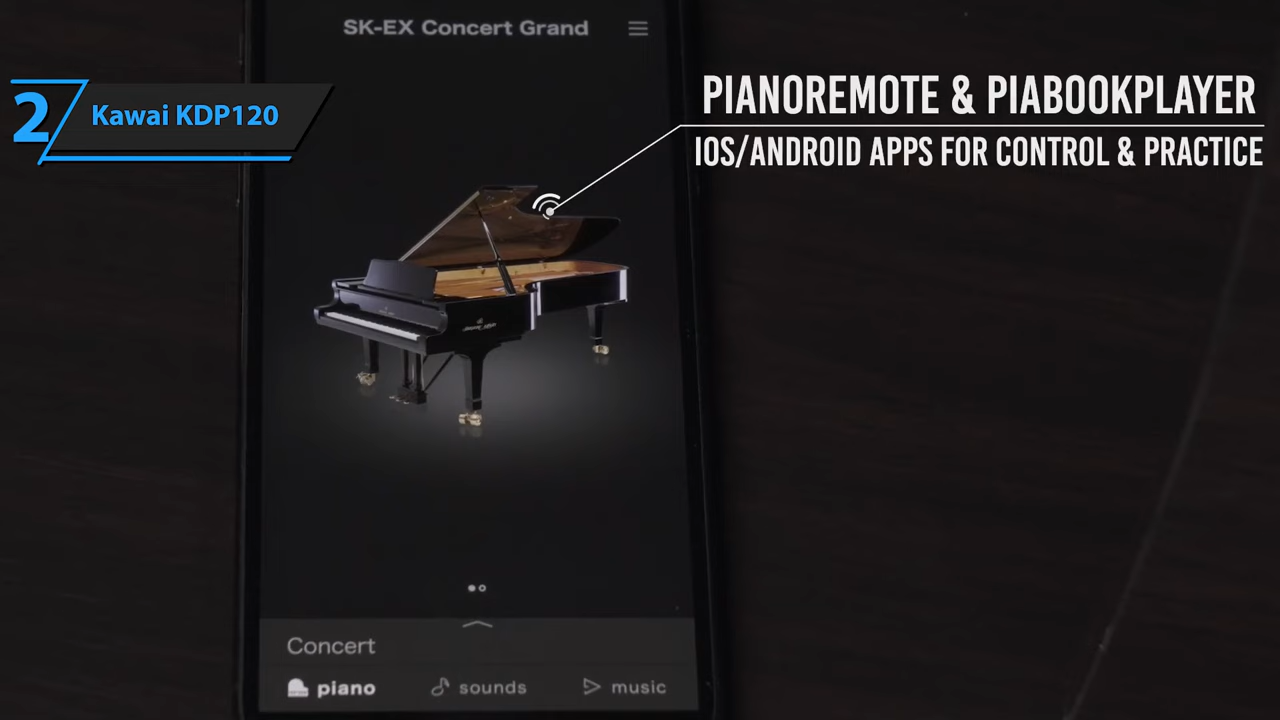 SK-EX Concert Grand
2 Kawai KDP120
PIANOREMOTE & PIABOOKPLAYER
IOS/ANDROID APPS FOR CONTROL & PRACTICE
Concert
piano sounds music